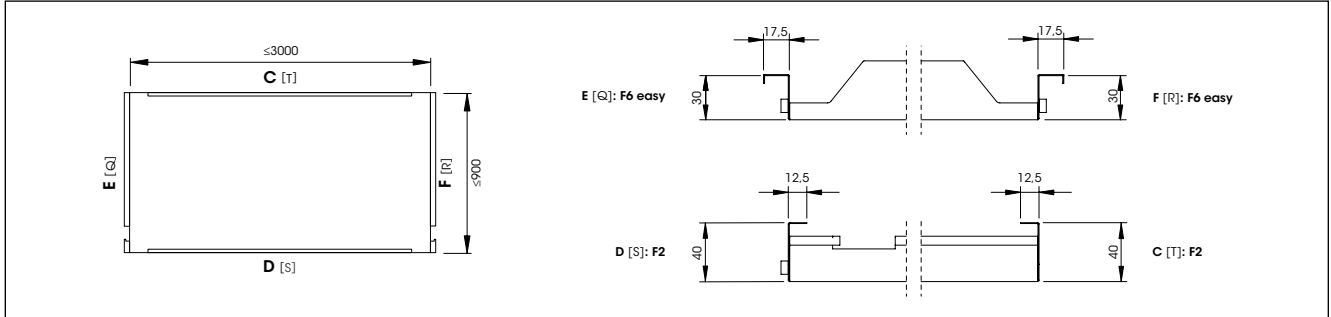 ≤3000
C [T]
E [Q]
F [R]
≤900
D [S]
17,5
17,5
E [Q]: F6 easy
30
30
F [R]: F6 easy
12,5
12,5
D [S]: F2
40
40
C [T]: F2